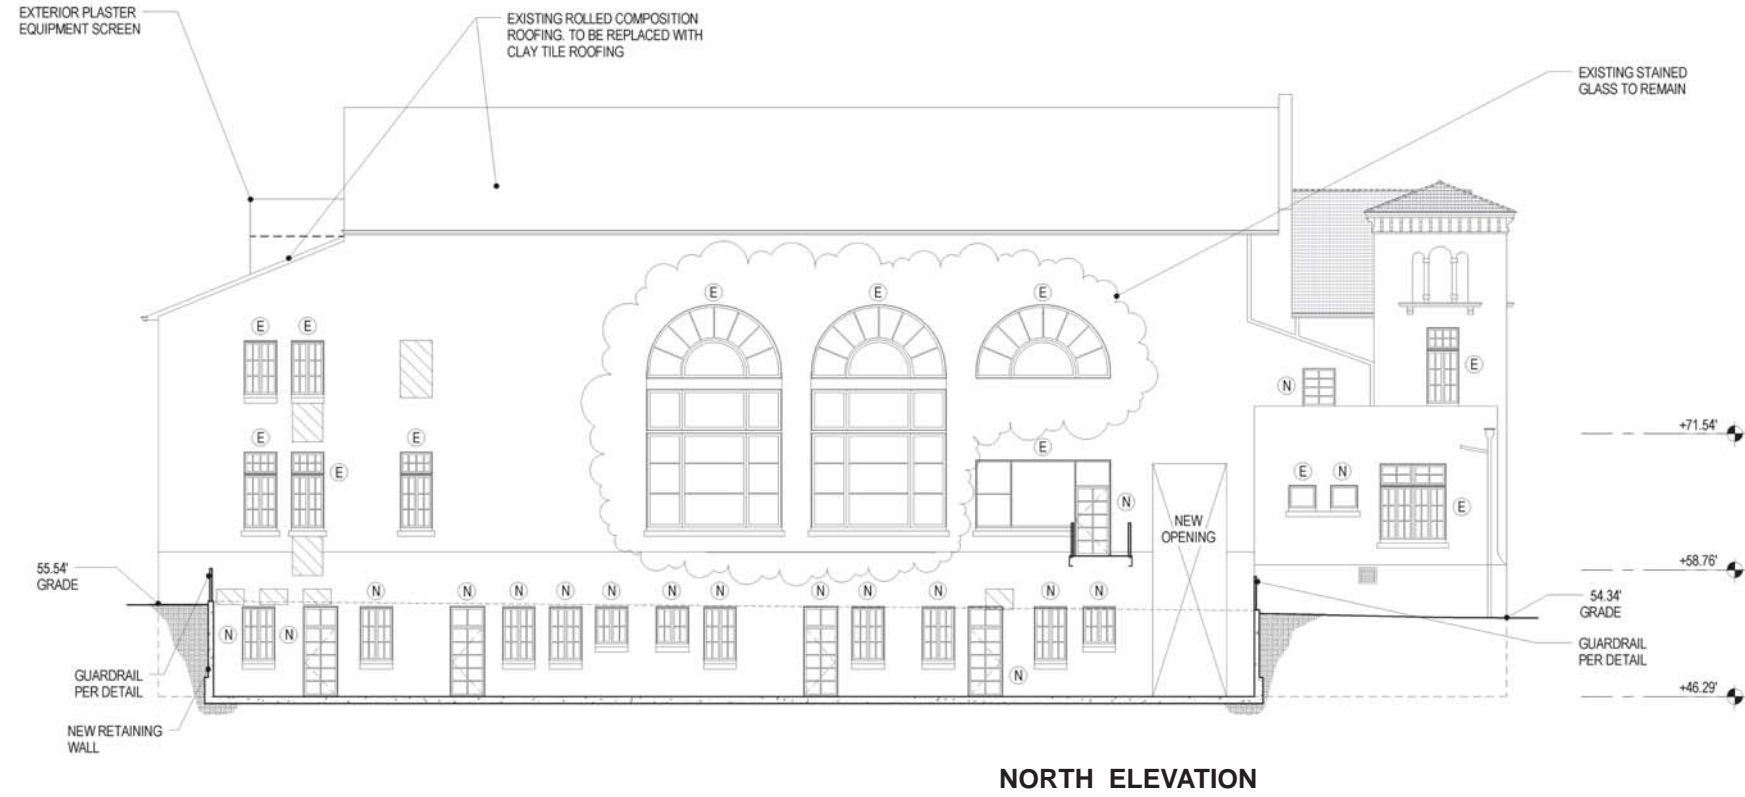 EXTERIOR PLASTER
EQUIPMENT SCREEN
EXISTING ROLLED COMPOSITION
ROOFING. TO BE REPLACED WITH
CLAY TILE ROOFING
EXISTING STAINED
GLASS TO REMAIN
E
E
E
E
E
E
N
E
E
E
+71.54'
E
E
E
N
N
E
NEW
OPENING
55.54'
GRADE
+58.76'
N
N
N
N
N
N
N
N
N
N
N
54.34'
GRADE
N
N
N
GUARDRAIL
PER DETAIL
GUARDRAIL
PER DETAIL
+46.29'
NEW RETAINING
WALL
NORTH ELEVATION